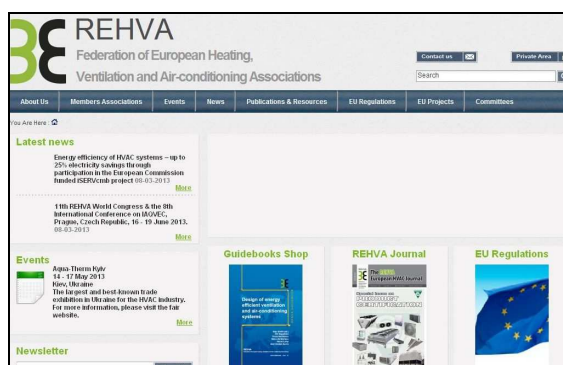 REHVA
Federation of European Heating,
Ventilation and Air-conditioning Associations
Contact us
Private Area
Search
About Us Members Associations Events News Publications & Resources EU Regulations EU Projects Committees
You Are Here:
Latest news
Energy efficiency of HVAC systems – up to
25% electricity savings through
participation in the European Commission
funded iSERVcmb project 08-03-2013
More
11th REHVA World Congress & the 8th
International Conference on IAQVEC,
Prague, Czech Republic, 16 - 19 June 2013.
08-03-2013
More
Events
Aqua-Therm Kyiv
14 - 17 May 2013
Kiev, Ukraine
The largest and best-known trade
exhibition in Ukraine for the HVAC industry.
For more information, please visit the fair
website.
More
Newsletter
Guidebooks Shop
Design of energy
efficient ventilation
and air-conditioning
systems
REHVA Journal
The REHVA
European HVAC Journal
PRODUCT
CERTIFICATION
EU Regulations